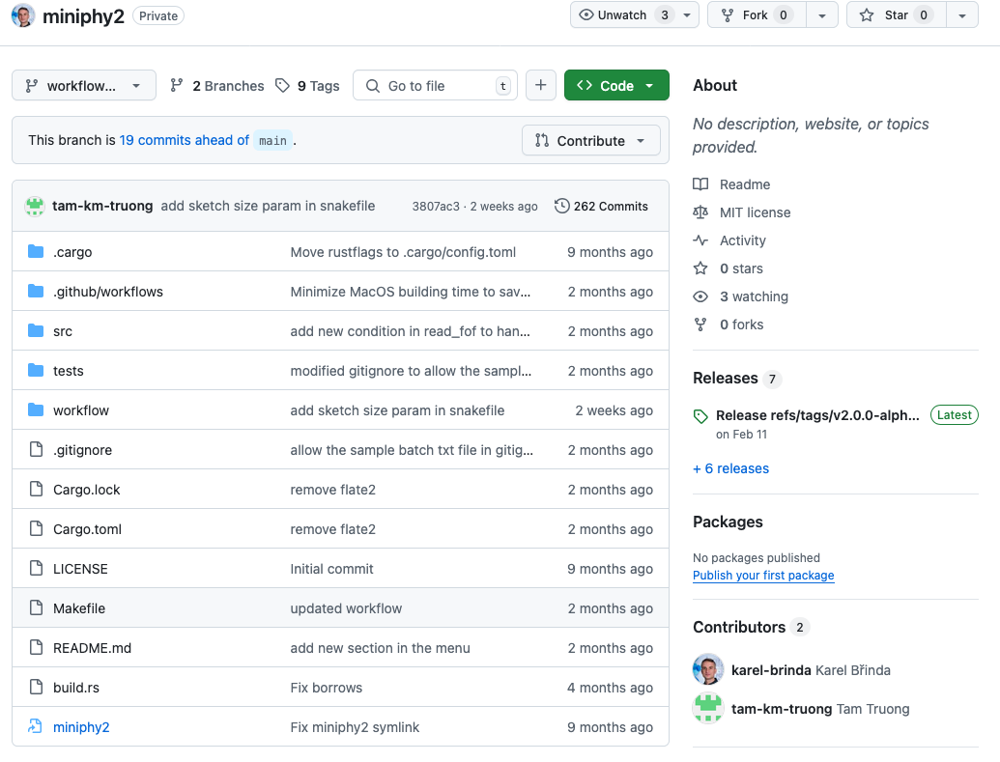 miniphy2 Private Unwatch 3 Fork 0 Star 0
workflow... 2 Branches 9 Tags Go to file t + Code
This branch is 19 commits ahead of main . Contribute
tam-km-truong add sketch size param in snakefile 3807ac3 · 2 weeks ago 262 Commits
.cargo Move rustflags to .cargo/config.toml 9 months ago
.github/workflows Minimize MacOS building time to sav... 2 months ago
src add new condition in read_fof to han... 2 months ago
tests modified gitignore to allow the sampl... 2 months ago
workflow add sketch size param in snakefile 2 weeks ago
.gitignore allow the sample batch txt file in gitig... 2 months ago
Cargo.lock remove flate2 2 months ago
Cargo.toml remove flate2 2 months ago
LICENSE Initial commit 9 months ago
Makefile updated workflow 2 months ago
README.md add new section in the menu 2 months ago
build.rs Fix borrows 4 months ago
miniphy2 Fix miniphy2 symlink 9 months ago
About
No description, website, or topics
provided.
Readme
MIT license
Activity
0 stars
3 watching
0 forks
Releases 7
Release refs/tags/v2.0.0-alph... Latest
on Feb 11
+ 6 releases
Packages
No packages published
Publish your first package
Contributors 2
karel-brinda Karel Břinda
tam-km-truong Tam Truong